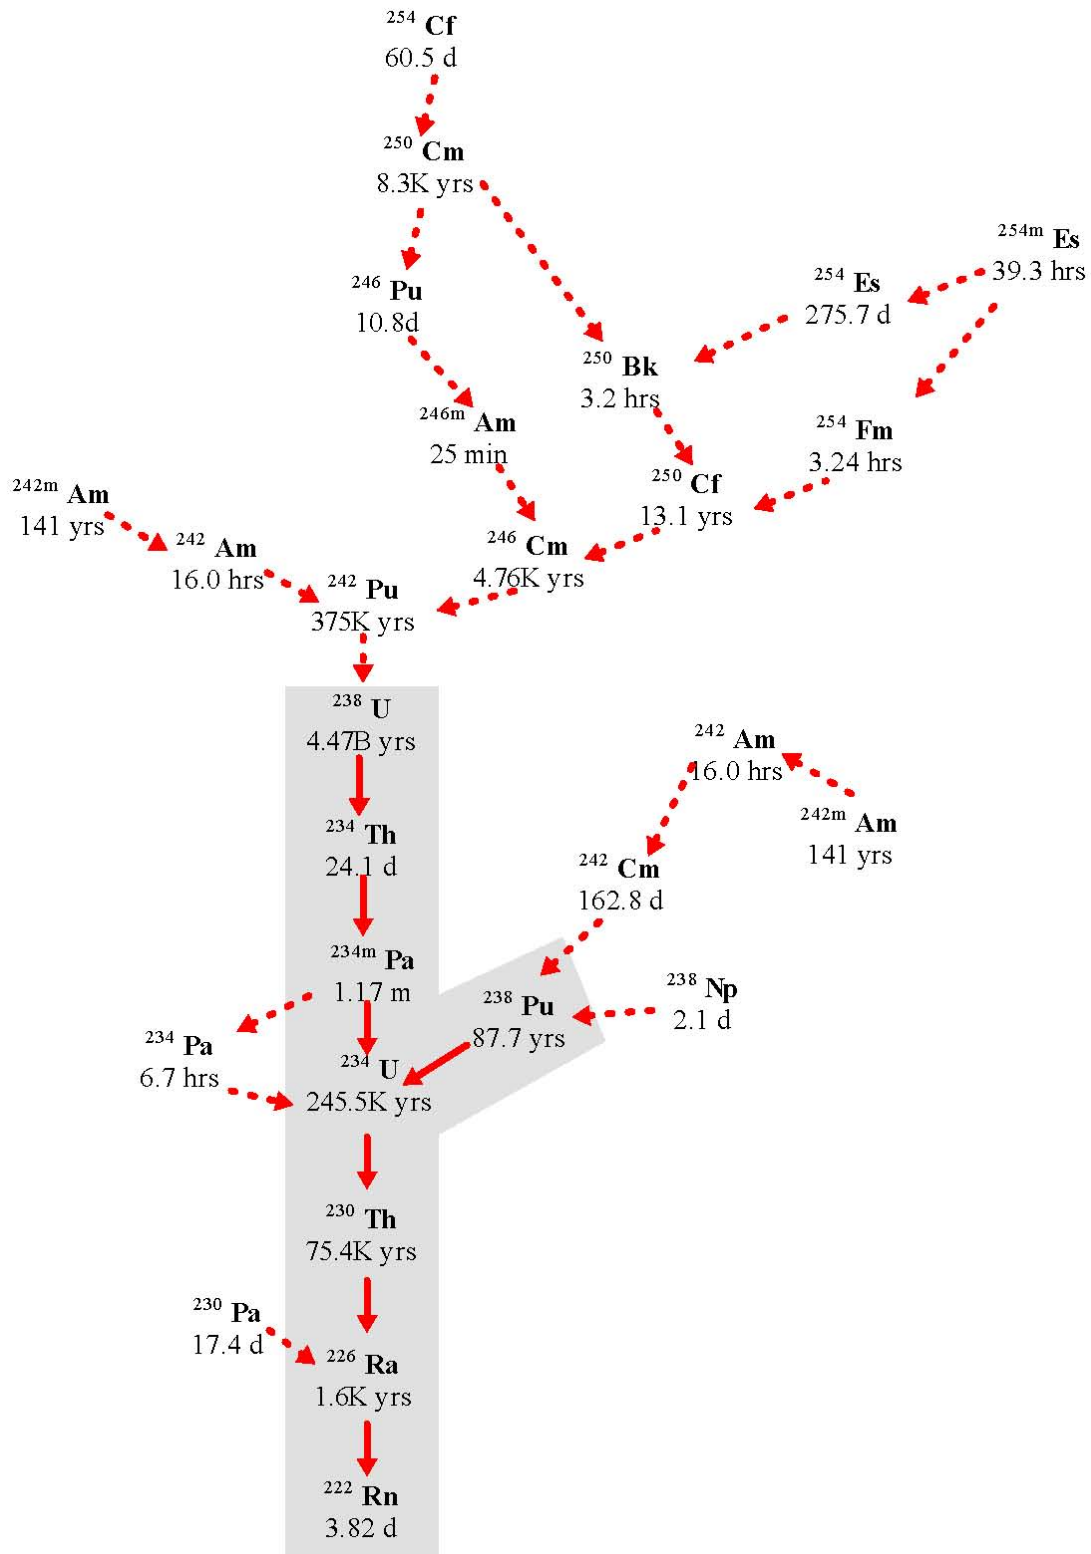 254 Cf
60.5 d
250 Cm
8.3K yrs
254m Es
39.3 hrs
254 Es
275.7 d
246 Pu
10.8d
250 Bk
3.2 hrs
246m Am
25 min
254 Fm
3.24 hrs
250 Cf
13.1 yrs
242m Am
141 yrs
242 Am
16.0 hrs
246 Cm
4.76K yrs
242 Pu
375K yrs
238 U
4.47B yrs
242 Am
16.0 hrs
242m Am
141 yrs
234 Th
24.1 d
242 Cm
162.8 d
234m Pa
1.17 m
238 Pu
87.7 yrs
238 Np
2.1 d
234 Pa
6.7 hrs
234 U
245.5K yrs
230 Th
75.4K yrs
230 Pa
17.4 d
226 Ra
1.6K yrs
222 Rn
3.82 d